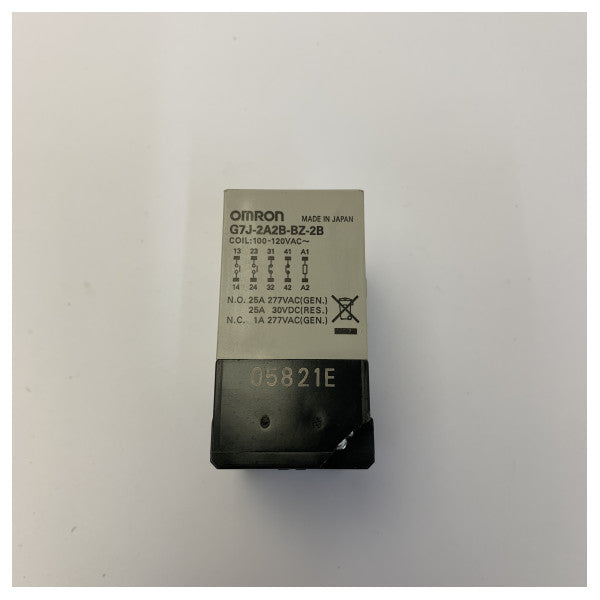 OMRON MADE IN JAPAN
G7J-2A2B-BZ-2B
COIL:100-120VAC~
13 23 31 41 A1
14 24 32 42 A2
N.O. 25A 277VAC(GEN.)
25A 30VDC(RES.)
N.C. 1A 277VAC(GEN.)
05821E